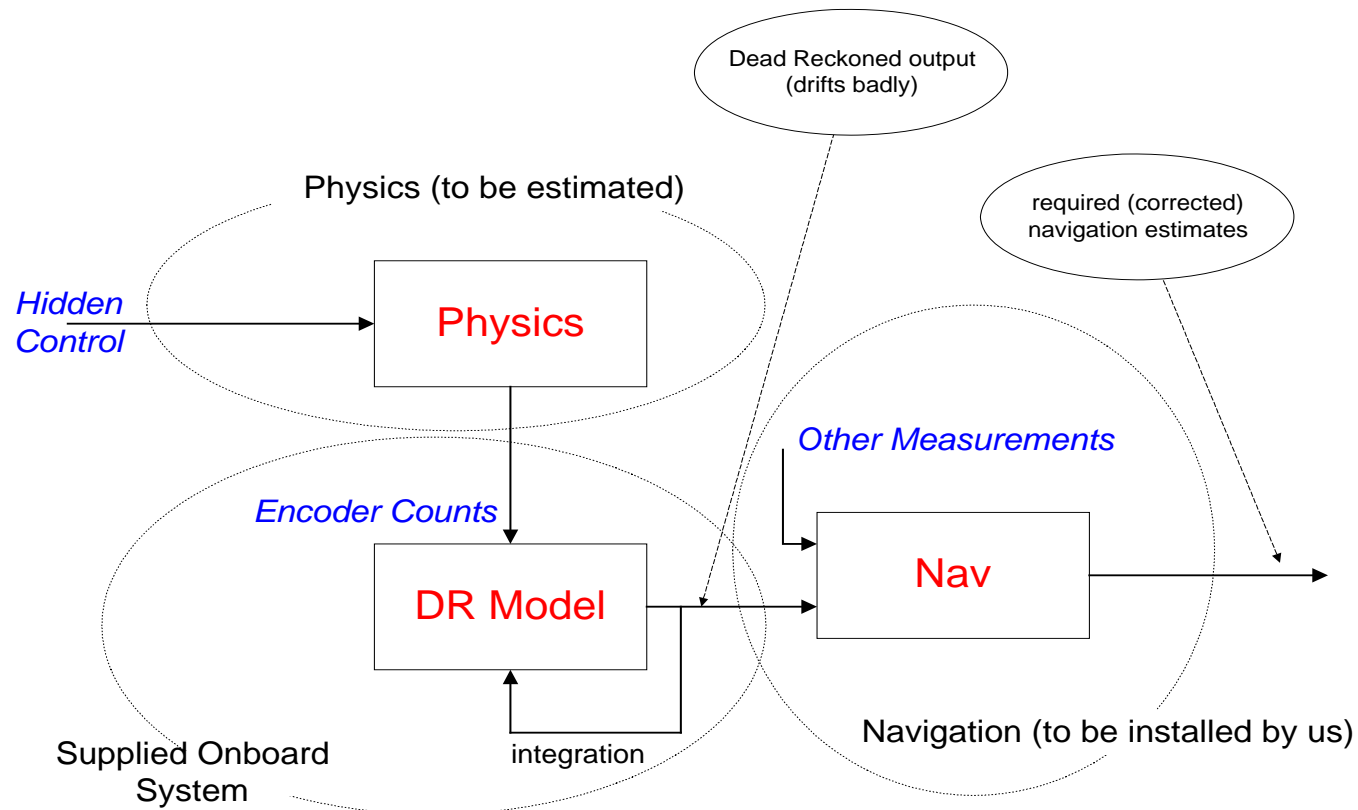 Dead Reckoned output
(drifts badly)
Physics (to be estimated)
required (corrected)
navigation estimates
Hidden
Control
Physics
Other Measurements
Encoder Counts
DR Model
Nav
integration
Navigation (to be installed by us)
Supplied Onboard
System